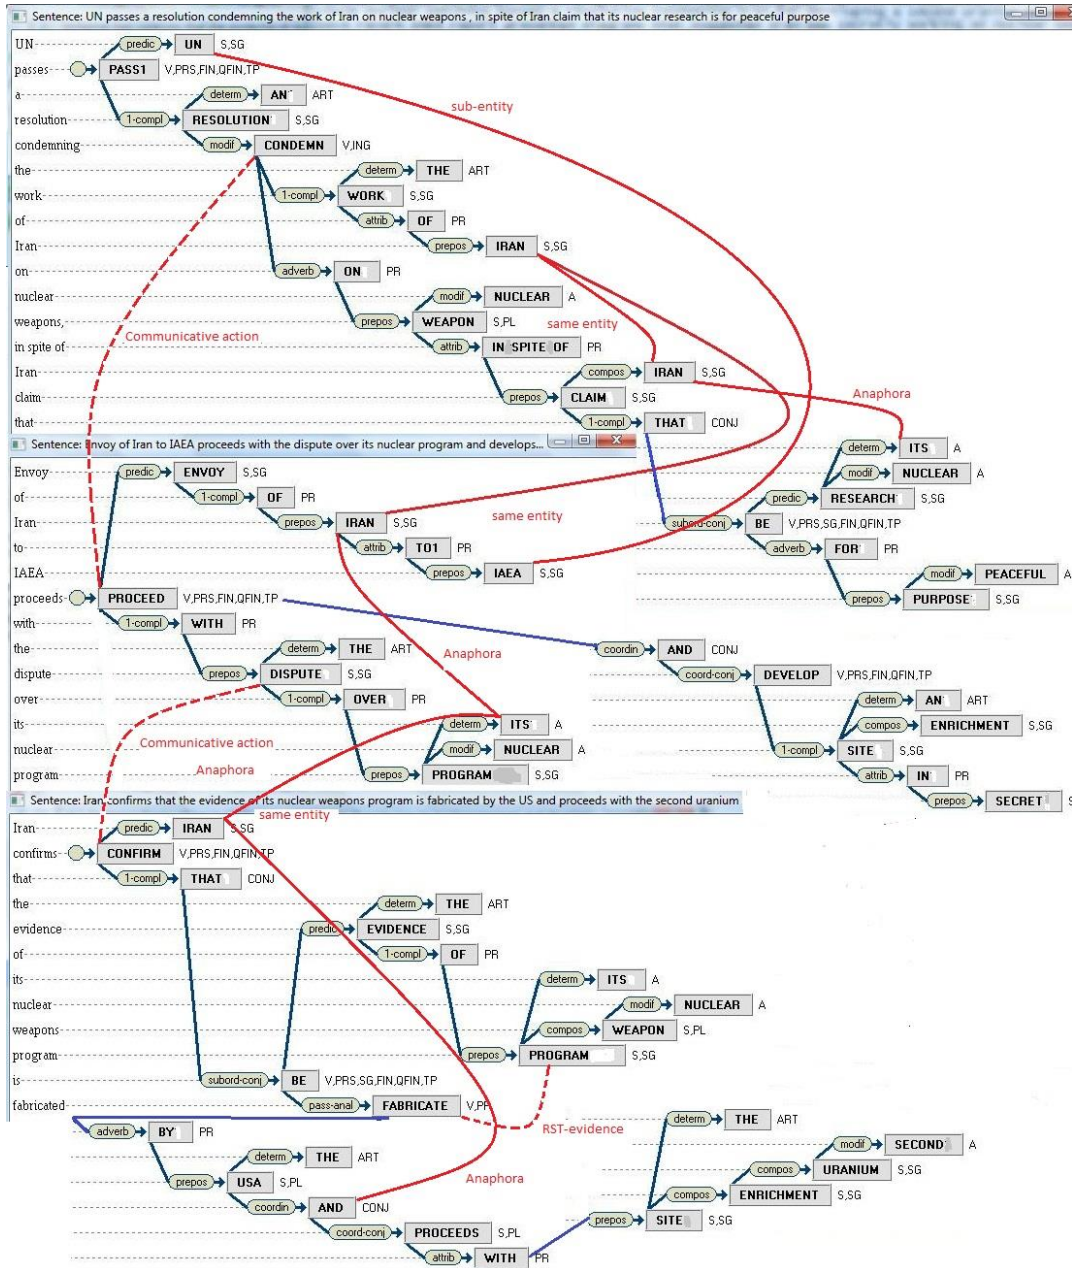 Sentence: UN passes a resolution condemning the work of Iran on nuclear weapons , in spite of Iran claim that its nuclear research is for peaceful purpose
UN predic UN S,SG
passes PASS1 V,PRS,FIN,QFIN,TP
a determ AN ART
sub-entity
resolution 1-compl RESOLUTION S,SG
condemning modif CONDEMN V,ING
the determ THE ART
work 1-compl WORK S,SG
of attrib OF PR
Iran prepos IRAN S,SG
on adverb ON PR
nuclear modif NUCLEAR A
weapons, prepos WEAPON S,PL
Communicative action same entity
in spite of attrib IN SPITE OF PR
Iran compos IRAN S,SG
claim prepos CLAIM S,SG
Anaphora
that 1-compl THAT CONJ
Sentence: Envoy of Iran to IAEA proceeds with the dispute over its nuclear program and develops...
determ ITS A
Envoy predic ENVOY S,SG
modif NUCLEAR A
of 1-compl OF PR
predic RESEARCH S,SG
Iran prepos IRAN S,SG
same entity
subord-conj BE V,PRS,SG,FIN,QFIN,TP
to attrib TO1 PR
adverb FOR PR
IAEA prepos IAEA S,SG
modif PEACEFUL A
proceeds PROCEED V,PRS,FIN,QFIN,TP
prepos PURPOSE S,SG
with 1-compl WITH PR
the determ THE ART
coordin AND CONJ
Anaphora
dispute prepos DISPUTE S,SG
coord-conj DEVELOP V,PRS,FIN,QFIN,TP
over 1-compl OVER PR
determ AN ART
its determ ITS A
compos ENRICHMENT S,SG
Communicative action
nuclear modif NUCLEAR A
1-compl SITE S,SG
Anaphora
program prepos PROGRAM S,SG
attrib IN PR
prepos SECRET S
Sentence: Iran confirms that the evidence of its nuclear weapons program is fabricated by the US and proceeds with the second uranium
same entity
Iran predic IRAN S,SG
confirms CONFIRM V,PRS,FIN,QFIN,TP
that 1-compl THAT CONJ
the determ THE ART
evidence predic EVIDENCE S,SG
of 1-compl OF PR
its determ ITS A
nuclear modif NUCLEAR A
weapons compos WEAPON S,PL
program prepos PROGRAM S,SG
is subord-conj BE V,PRS,SG,FIN,QFIN,TP
fabricated pass-anal FABRICATE V,PP
RST-evidence
adverb BY PR
determ THE ART
modif SECOND A
determ THE ART
Anaphora
compos URANIUM S,SG
prepos USA S,PL
compos ENRICHMENT S,SG
coordin AND CONJ
prepos SITE S,SG
coord-conj PROCEEDS S,PL
attrib WITH PR